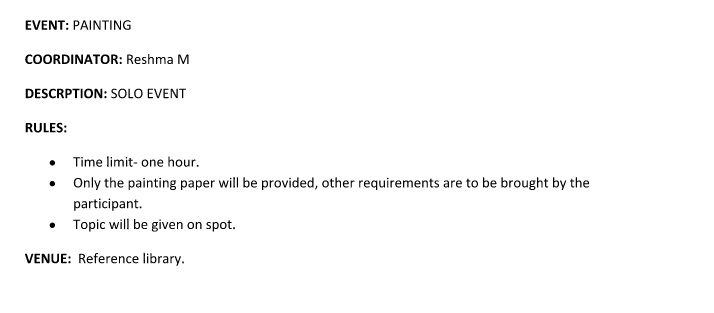 EVENT: PAINTING
COORDINATOR: Reshma M
DESCRPTION: SOLO EVENT
RULES:
• Time limit- one hour.
• Only the painting paper will be provided, other requirements are to be brought by the
participant.
• Topic will be given on spot.
VENUE:  Reference library.